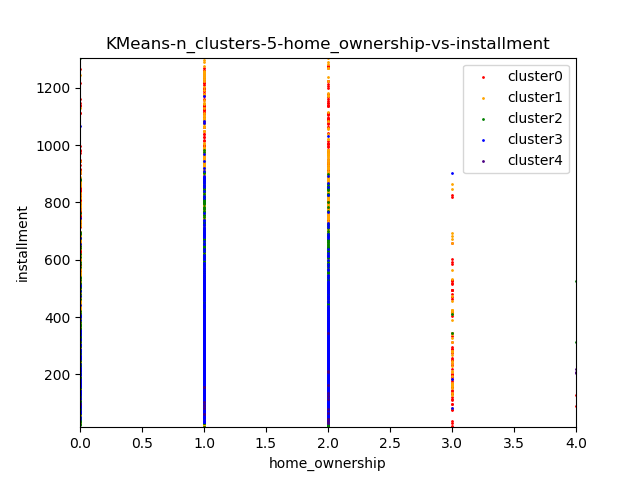 KMeans-n_clusters-5-home_ownership-vs-installment
cluster0
cluster1
cluster2
cluster3
cluster4
1200
1000
800
600
400
200
installment
0.0 0.5 1.0 1.5 2.0 2.5 3.0 3.5 4.0
home_ownership